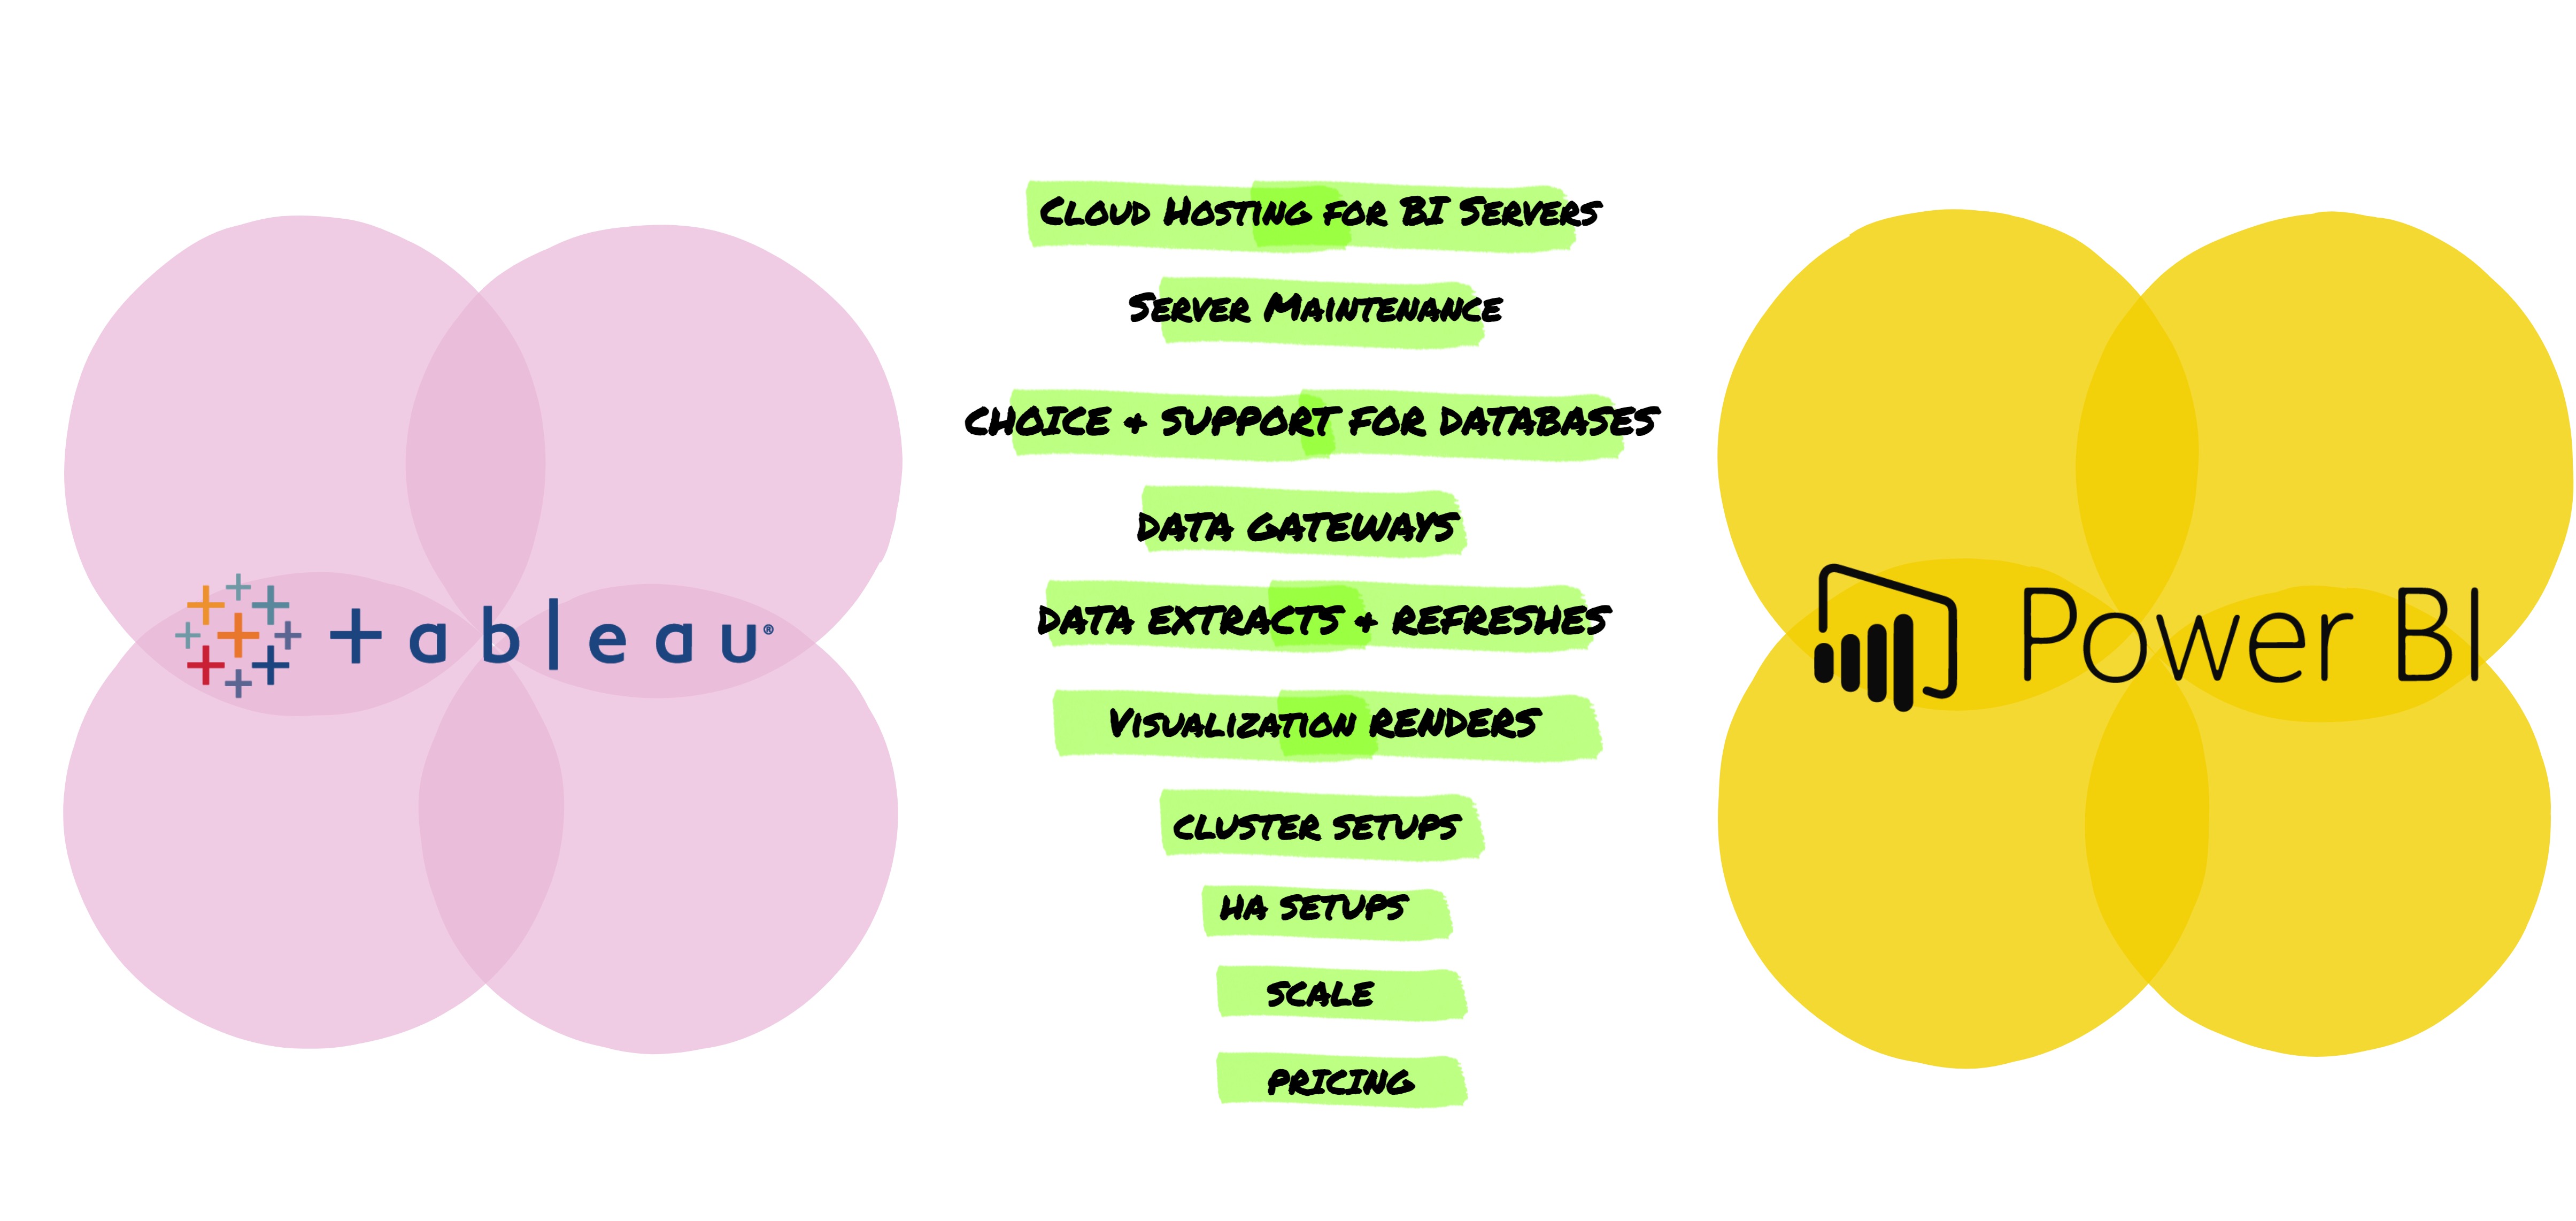 Cloud Hosting for BI Servers
Server Maintenance
CHOICE + SUPPORT FOR DATABASES
DATA GATEWAYS
DATA EXTRACTS + REFRESHES
Visualization RENDERS
CLUSTER SETUPS
HA SETUPS
SCALE
PRICING
+ableau®
Power BI